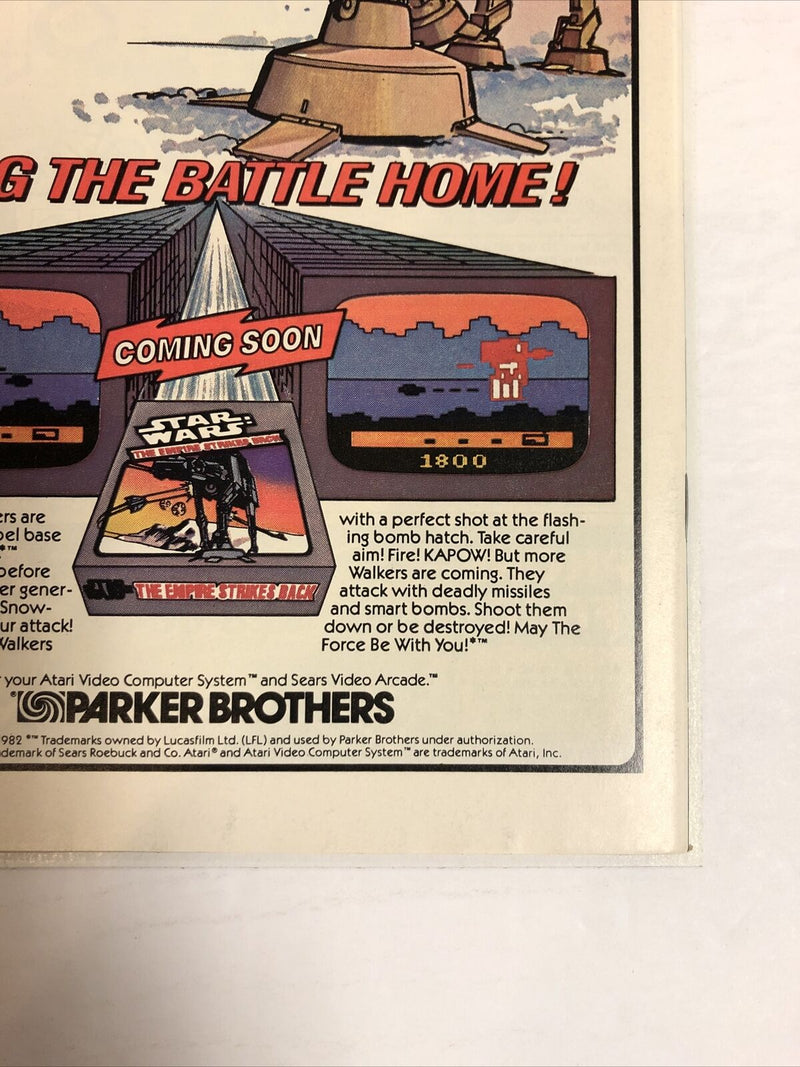 G THE BATTLE HOME!
COMING SOON
STAR WARS:
THE EMPIRE STRIKES BACK
THE EMPIRE STRIKES BACK
1800
ers are
bel base
*™
before
er gener-
Snow-
ur attack!
Walkers
with a perfect shot at the flash-
ing bomb hatch. Take careful
aim! Fire! KAPOW! But more
Walkers are coming. They
attack with deadly missiles
and smart bombs. Shoot them
down or be destroyed! May The
Force Be With You!*™
r your Atari Video Computer System™ and Sears Video Arcade.™
® PARKER BROTHERS
982 *™ Trademarks owned by Lucasfilm Ltd. (LFL) and used by Parker Brothers under authorization.
demark of Sears Roebuck and Co. Atari® and Atari Video Computer System™ are trademarks of Atari, Inc.